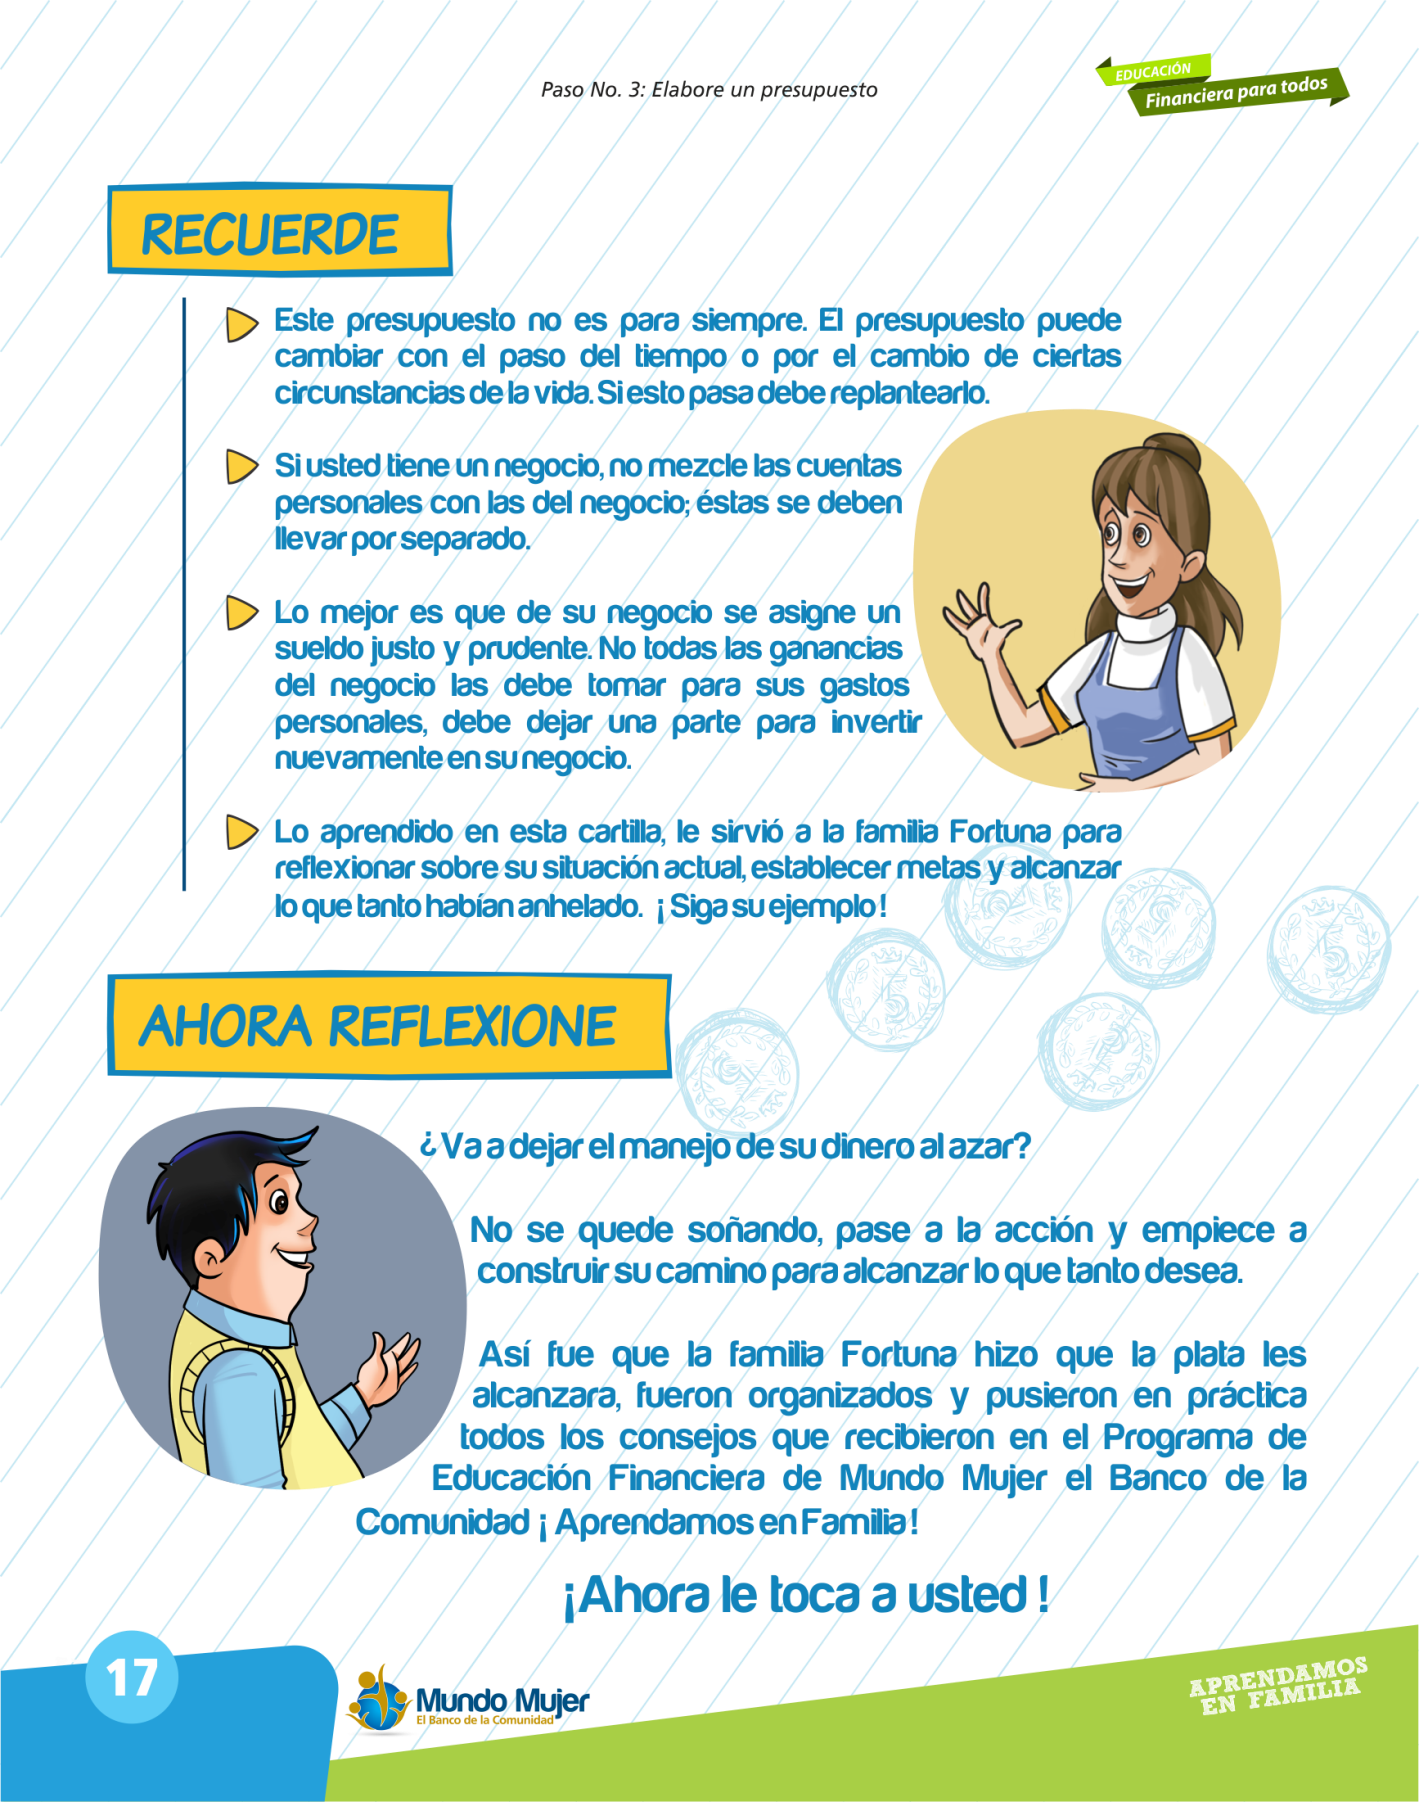 Paso No. 3: Elabore un presupuesto
EDUCACIÓN
Financiera para todos
RECUERDE
Este presupuesto no es para siempre. El presupuesto puede
cambiar con el paso del tiempo o por el cambio de ciertas
circunstancias de la vida. Si esto pasa debe replantearlo.
Si usted tiene un negocio, no mezcle las cuentas
personales con las del negocio; éstas se deben
llevar por separado.
Lo mejor es que de su negocio se asigne un
sueldo justo y prudente. No todas las ganancias
del negocio las debe tomar para sus gastos
personales, debe dejar una parte para invertir
nuevamente en su negocio.
Lo aprendido en esta cartilla, le sirvió a la familia Fortuna para
reflexionar sobre su situación actual, establecer metas y alcanzar
lo que tanto habían anhelado. ¡ Siga su ejemplo !
AHORA REFLEXIONE
¿ Va a dejar el manejo de su dinero al azar?
No se quede soñando, pase a la acción y empiece a
construir su camino para alcanzar lo que tanto desea.
Así fue que la familia Fortuna hizo que la plata les
alcanzara, fueron organizados y pusieron en práctica
todos los consejos que recibieron en el Programa de
Educación Financiera de Mundo Mujer el Banco de la
Comunidad ¡ Aprendamos en Familia !
¡Ahora le toca a usted !
17
Mundo Mujer
El Banco de la Comunidad
APRENDAMOS
EN FAMILIA